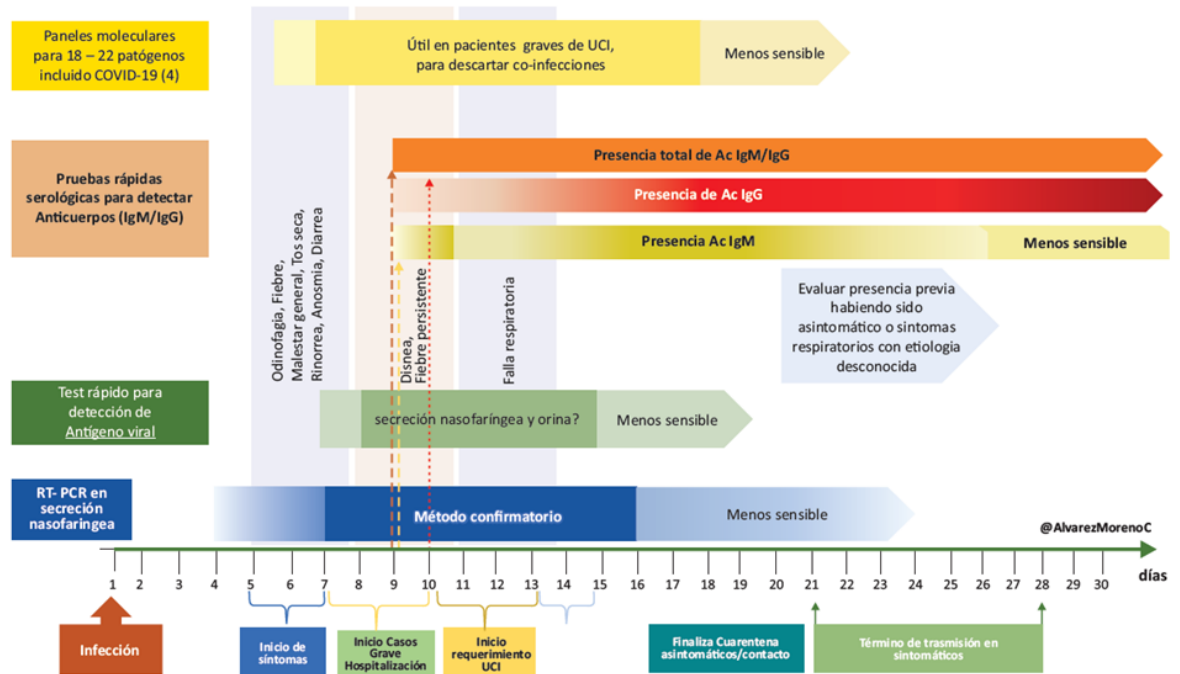 Paneles moleculares
para 18 – 22 patógenos
incluido COVID-19 (4)
Útil en pacientes graves de UCI,
para descartar co-infecciones
Menos sensible
Pruebas rápidas
serológicas para detectar
Anticuerpos (IgM/IgG)
Presencia total de Ac IgM/IgG
Presencia de Ac IgG
Presencia Ac IgM
Menos sensible
Odinofagia, Fiebre,
Malestar general, Tos seca,
Rinorrea, Anosmia, Diarrea
Disnea,
Fiebre persistente
Falla respiratoria
Evaluar presencia previa
habiendo sido
asintomático o sintomas
respiratorios con etiologia
desconocida
Test rápido para
detección de
Antígeno viral
secreción nasofaríngea y orina?
Menos sensible
RT- PCR en
secreción
nasofaringea
Método confirmatorio
Menos sensible
@AlvarezMorenoC
1 2 3 4 5 6 7 8 9 10 11 12 13 14 15 16 17 18 19 20 21 22 23 24 25 26 27 28 29 30
días
Infección
Inicio de
síntomas
Inicio Casos
Grave
Hospitalización
Inicio
requerimiento
UCI
Finaliza Cuarentena
asintomáticos/contacto
Término de trasmisión en
sintomáticos